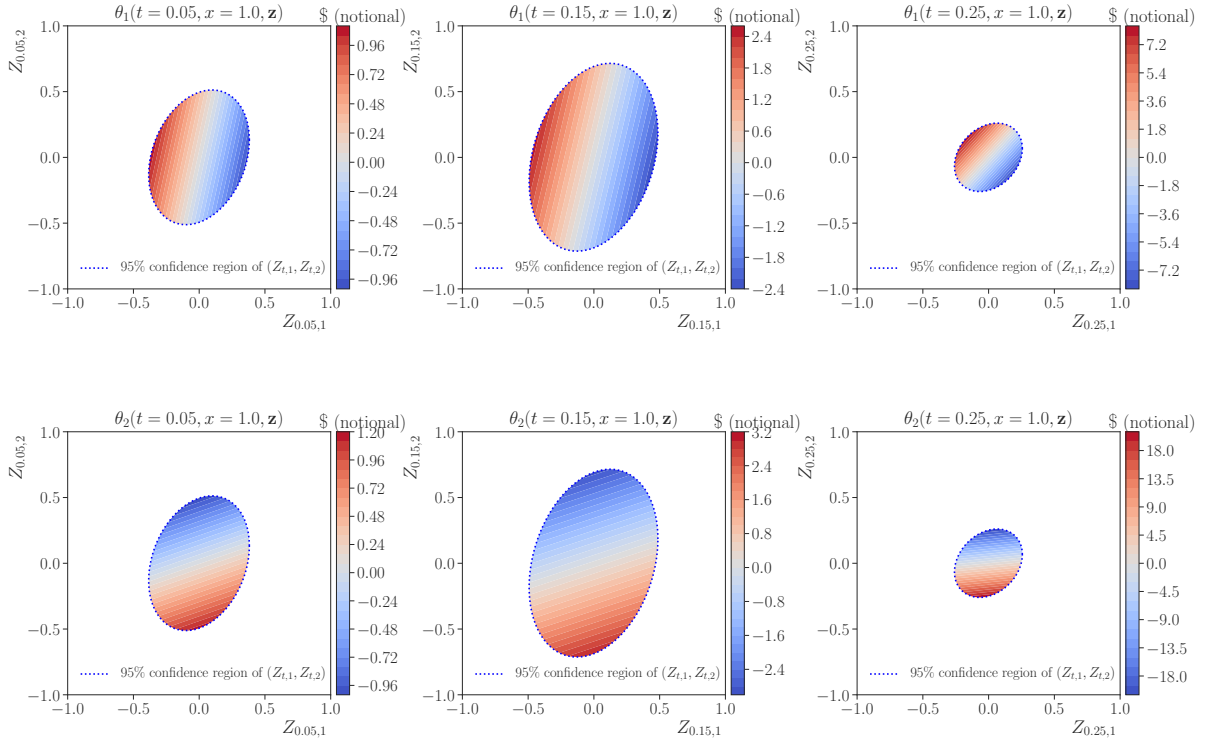 θ₁(t = 0.05, x = 1.0, z) $ (notional)
Z₀.₀₅,₂
1.0
0.5
0.0
−0.5
−1.0
−1.0 −0.5 0.0 0.5 1.0
Z₀.₀₅,₁
95% confidence region of (Zₜ,₁, Zₜ,₂)
0.96
0.72
0.48
0.24
0.00
−0.24
−0.48
−0.72
−0.96
θ₁(t = 0.15, x = 1.0, z) $ (notional)
Z₀.₁₅,₂
1.0
0.5
0.0
−0.5
−1.0
−1.0 −0.5 0.0 0.5 1.0
Z₀.₁₅,₁
95% confidence region of (Zₜ,₁, Zₜ,₂)
2.4
1.8
1.2
0.6
0.0
−0.6
−1.2
−1.8
−2.4
θ₁(t = 0.25, x = 1.0, z) $ (notional)
Z₀.₂₅,₂
1.0
0.5
0.0
−0.5
−1.0
−1.0 −0.5 0.0 0.5 1.0
Z₀.₂₅,₁
95% confidence region of (Zₜ,₁, Zₜ,₂)
7.2
5.4
3.6
1.8
0.0
−1.8
−3.6
−5.4
−7.2
θ₂(t = 0.05, x = 1.0, z) $ (notional)
Z₀.₀₅,₂
1.0
0.5
0.0
−0.5
−1.0
−1.0 −0.5 0.0 0.5 1.0
Z₀.₀₅,₁
95% confidence region of (Zₜ,₁, Zₜ,₂)
1.20
0.96
0.72
0.48
0.24
0.00
−0.24
−0.48
−0.72
−0.96
θ₂(t = 0.15, x = 1.0, z) $ (notional)
Z₀.₁₅,₂
1.0
0.5
0.0
−0.5
−1.0
−1.0 −0.5 0.0 0.5 1.0
Z₀.₁₅,₁
95% confidence region of (Zₜ,₁, Zₜ,₂)
3.2
2.4
1.6
0.8
0.0
−0.8
−1.6
−2.4
θ₂(t = 0.25, x = 1.0, z) $ (notional)
Z₀.₂₅,₂
1.0
0.5
0.0
−0.5
−1.0
−1.0 −0.5 0.0 0.5 1.0
Z₀.₂₅,₁
95% confidence region of (Zₜ,₁, Zₜ,₂)
18.0
13.5
9.0
4.5
0.0
−4.5
−9.0
−13.5
−18.0